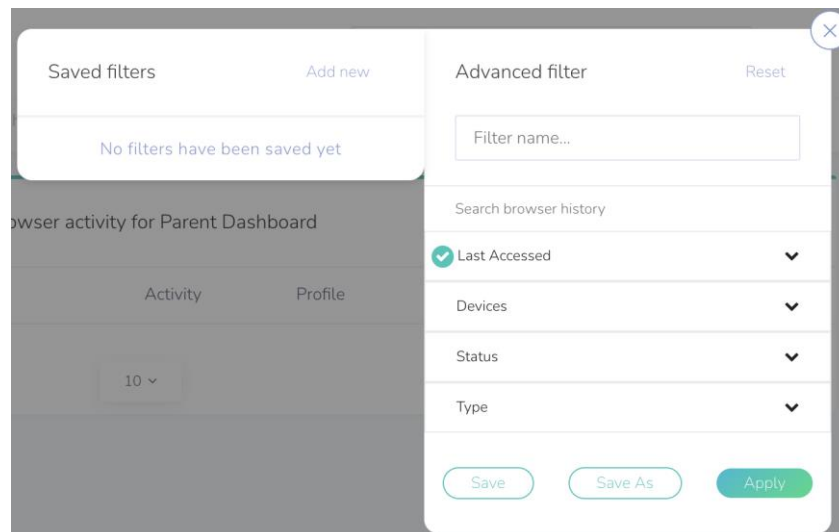 Saved filters
Add new
No filters have been saved yet
Advanced filter
Reset
Filter name...
Search browser history
Last Accessed
Devices
Status
Type
Save
Save As
Apply
owser activity for Parent Dashboard
Activity
Profile
10